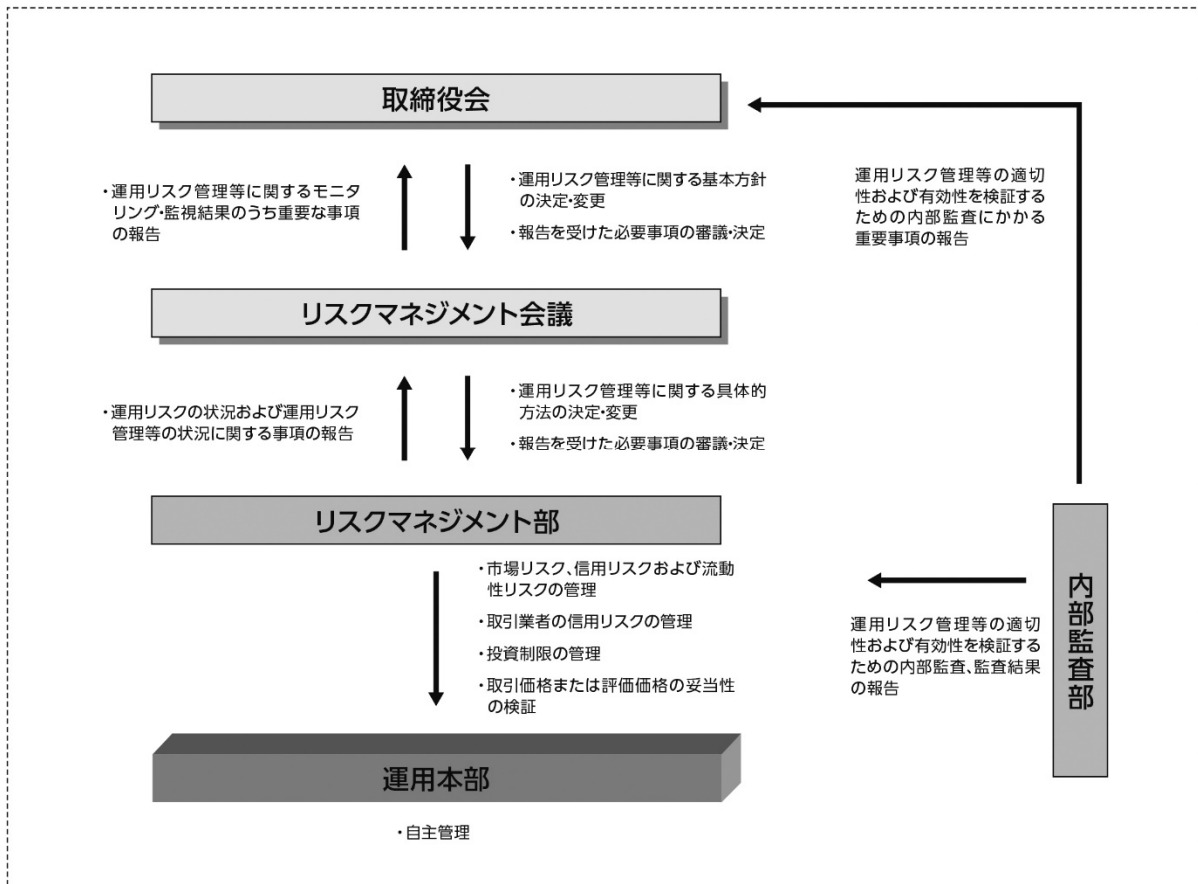 取締役会
・運用リスク管理等に関するモニタ
リング・監視結果のうち重要な事項
の報告
・運用リスク管理等に関する基本方針
の決定・変更
・報告を受けた必要事項の審議・決定
運用リスク管理等の適切
性および有効性を検証する
ための内部監査にかかる
重要事項の報告
リスクマネジメント会議
・運用リスクの状況および運用リスク
管理等の状況に関する事項の報告
・運用リスク管理等に関する具体的
方法の決定・変更
・報告を受けた必要事項の審議・決定
リスクマネジメント部
・市場リスク、信用リスクおよび流動
性リスクの管理
・取引業者の信用リスクの管理
・投資制限の管理
・取引価格または評価価格の妥当性
の検証
運用リスク管理等の適切
性および有効性を検証する
ための内部監査、監査結果
の報告
内部監査部
運用本部
・自主管理